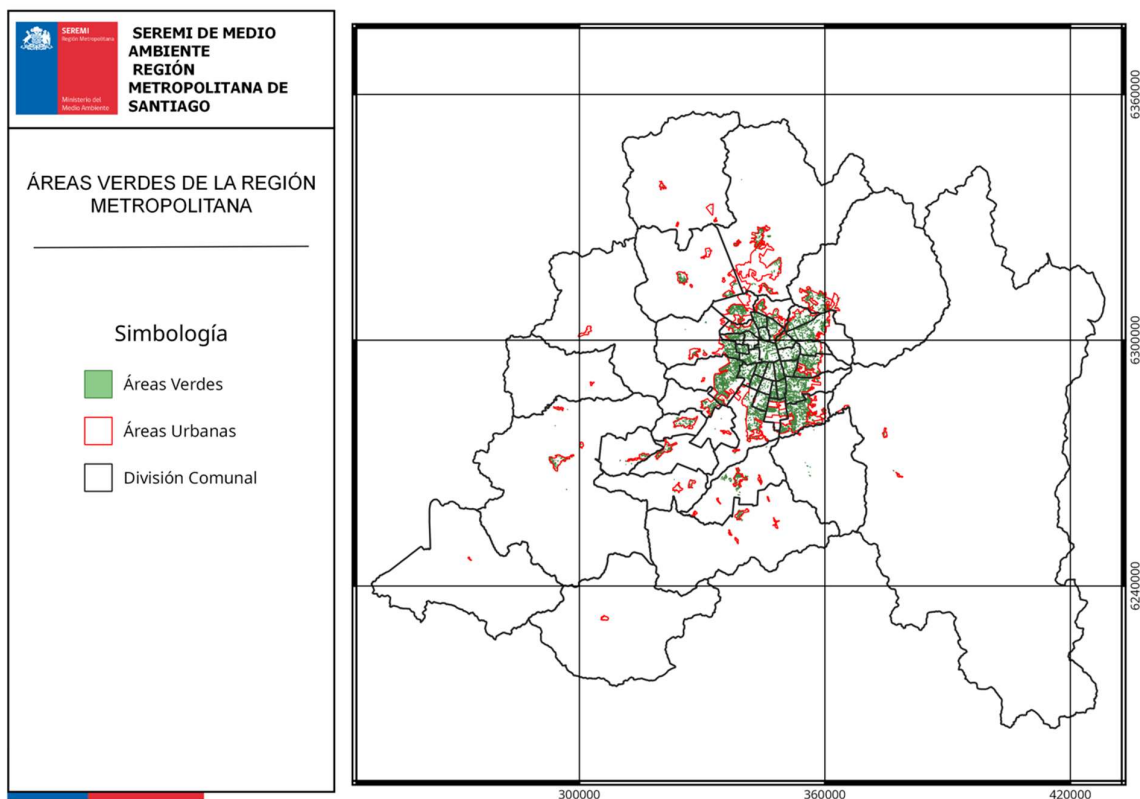 SEREMI
Región Metropolitana
Ministerio del
Medio Ambiente
SEREMI DE MEDIO
AMBIENTE
REGIÓN
METROPOLITANA DE
SANTIAGO
ÁREAS VERDES DE LA REGIÓN
METROPOLITANA
Simbología
Áreas Verdes
Áreas Urbanas
División Comunal
6360000
6300000
6240000
300000
360000
420000